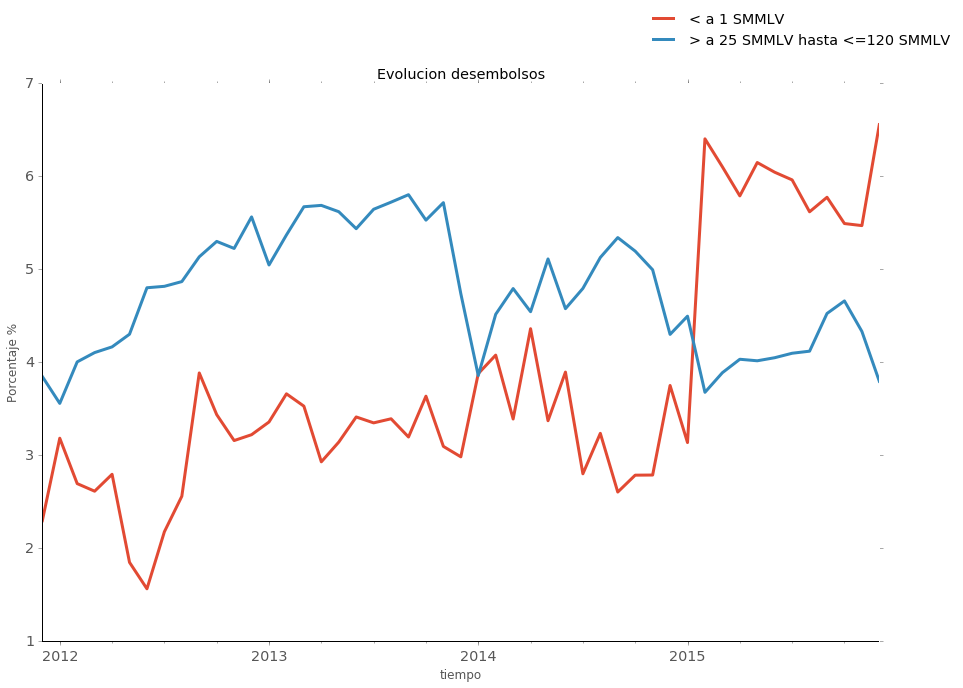 < a 1 SMMLV
> a 25 SMMLV hasta <=120 SMMLV
Evolucion desembolsos
7
6
5
4
3
2
1
Porcentaje %
2012 2013 2014 2015
tiempo